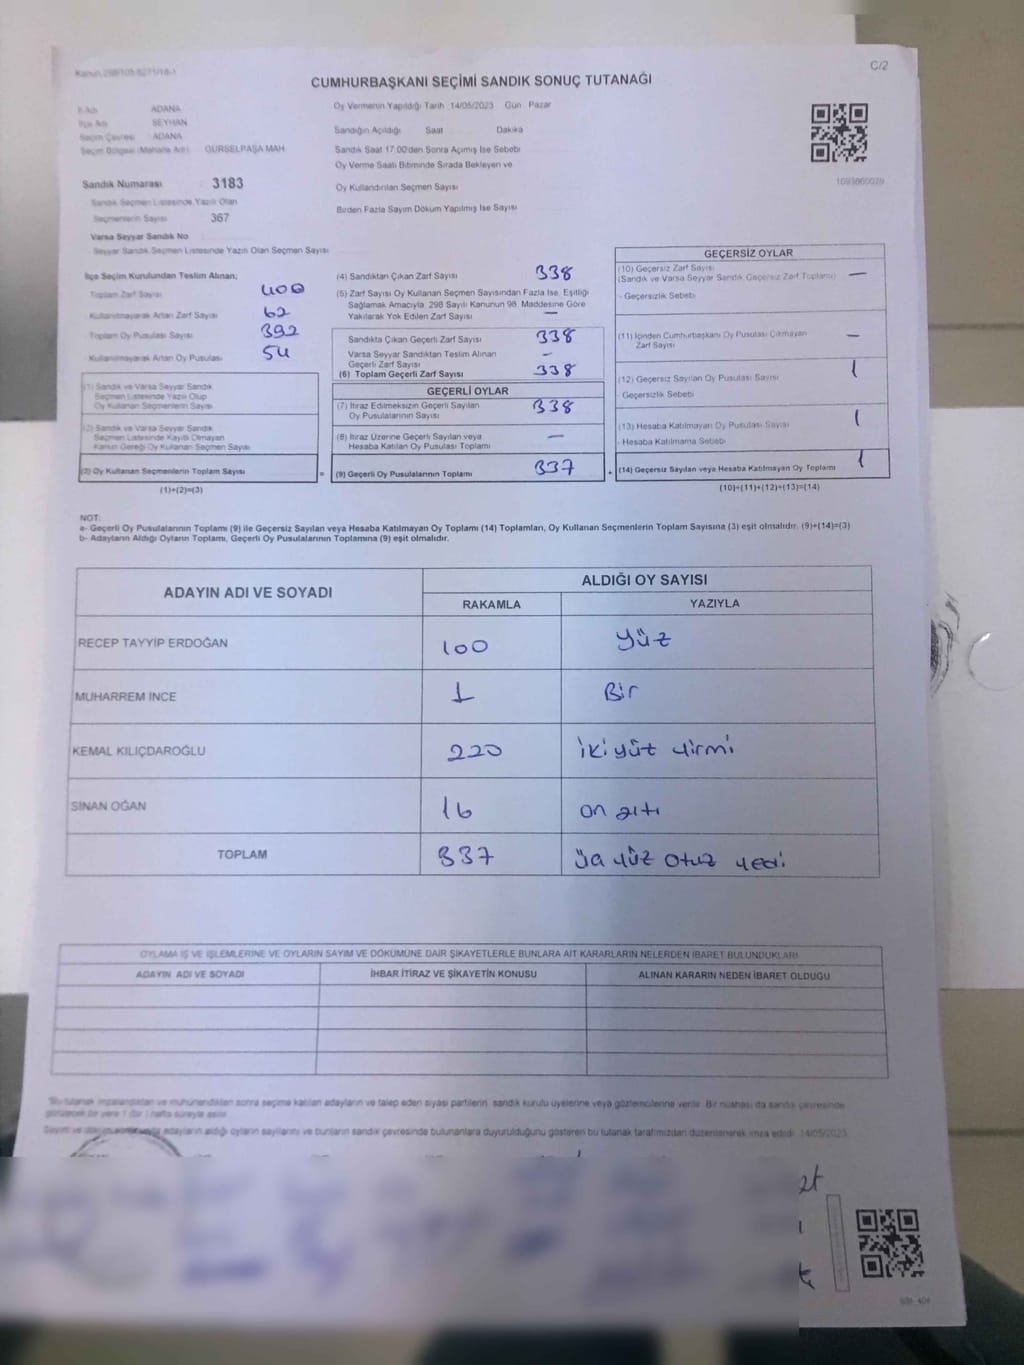 C/2
CUMHURBAŞKANI SEÇİMİ SANDIK SONUÇ TUTANAĞI
İl Adı ADANA
İlçe Adı SEYHAN
Seçim Çevresi ADANA
Seçim Bölgesi (Mahalle Adı) GÜRSELPAŞA MAH
Sandık Numarası : 3183
Sandık Seçmen Listesinde Yazılı Olan
Seçmenlerin Sayısı 367
Varsa Seyyar Sandık No
Seyyar Sandık Seçmen Listesinde Yazılı Olan Seçmen Sayısı
Oy Vermenin Yapıldığı Tarih 14/05/2023 Gün Pazar
Sandığın Açıldığı Saat Dakika
Sandık Saat 17.00'den Sonra Açımış İse Sebebi
Oy Verme Saati Bitiminde Sırada Bekleyen ve
Oy Kullandırılan Seçmen Sayısı
Birden Fazla Sayım Döküm Yapılmış İse Sayısı
İlçe Seçim Kurulundan Teslim Alınan;
Toplam Zarf Sayısı 400
Kullanılmayarak Artan Zarf Sayısı 62
Toplam Oy Pusulası Sayısı 392
Kullanılmayarak Artan Oy Pusulası 54
(1) Sandık ve Varsa Seyyar Sandık
Seçmen Listesinde Yazılı Olup
Oy Kullanan Seçmenlerin Sayısı
(2) Sandık ve Varsa Seyyar Sandık
Seçmen Listesinde Kayıtlı Olmayan
Kanun Gereği Oy Kullanan Seçmen Sayısı
(3) Oy Kullanan Seçmenlerin Toplam Sayısı =
(1)+(2)=(3)
(4) Sandıktan Çıkan Zarf Sayısı 338
(5) Zarf Sayısı Oy Kullanan Seçmen Sayısından Fazla İse, Eşitliği
Sağlamak Amacıyla, 298 Sayılı Kanunun 98. Maddesine Göre
Yakılarak Yok Edilen Zarf Sayısı —
Sandıkta Çıkan Geçerli Zarf Sayısı 338
Varsa Seyyar Sandıktan Teslim Alınan
Geçerli Zarf Sayısı —
(6) Toplam Geçerli Zarf Sayısı 338
GEÇERLİ OYLAR
(7) İtiraz Edilmeksizin Geçerli Sayılan
Oy Pusulalarının Sayısı 338
(8) İtiraz Üzerine Geçerli Sayılan veya
Hesaba Katılan Oy Pusulası Toplamı —
(9) Geçerli Oy Pusulalarının Toplamı 337 +
GEÇERSİZ OYLAR
(10) Geçersiz Zarf Sayısı
(Sandık ve Varsa Seyyar Sandık Geçersiz Zarf Toplamı) —
- Geçersizlik Sebebi
(11) İçinden Cumhurbaşkanı Oy Pusulası Çıkmayan
Zarf Sayısı —
(12) Geçersiz Sayılan Oy Pusulası Sayısı 1
- Geçersizlik Sebebi
(13) Hesaba Katılmayan Oy Pusulası Sayısı 1
- Hesaba Katılmama Sebebi
(14) Geçersiz Sayılan veya Hesaba Katılmayan Oy Toplamı 1
(10)+(11)+(12)+(13)=(14)
NOT:
a- Geçerli Oy Pusulalarının Toplamı (9) ile Geçersiz Sayılan veya Hesaba Katılmayan Oy Toplamı (14) Toplamları, Oy Kullanan Seçmenlerin Toplam Sayısına (3) eşit olmalıdır. (9)+(14)=(3)
b- Adayların Aldığı Oyların Toplamı, Geçerli Oy Pusulalarının Toplamına (9) eşit olmalıdır.
ADAYIN ADI VE SOYADI ALDIĞI OY SAYISI
RAKAMLA YAZIYLA
RECEP TAYYİP ERDOĞAN 100 yüz
MUHARREM İNCE 1 Bir
KEMAL KILIÇDAROĞLU 220 ikiyüz yirmi
SİNAN OĞAN 16 on altı
TOPLAM 337 üç yüz otuz yedi
OYLAMA İŞ VE İŞLEMLERİNE VE OYLARIN SAYIM VE DÖKÜMÜNE DAİR ŞİKAYETLERLE BUNLARA AİT KARARLARIN NELERDEN İBARET BULUNDUKLARI
ADAYIN ADI VE SOYADI İHBAR İTİRAZ VE ŞİKAYETİN KONUSU ALINAN KARARIN NEDEN İBARET OLDUĞU
Bu tutanak imzalandıktan ve mühürlendikten sonra seçime katılan adayların ve talep eden siyasi partilerin, sandık kurulu üyelerine veya gözlemcilerine verilir. Bir nüshası da sandık çevresinde
görülecek bir yere 1 (bir) hafta süreyle asılır.
adayların aldığı oyların sayılarını ve bunların sandık çevresinde bulunanlara duyurulduğunu gösteren bu tutanak tarafımızdan düzenlenerek imza edildi. 14/05/2023